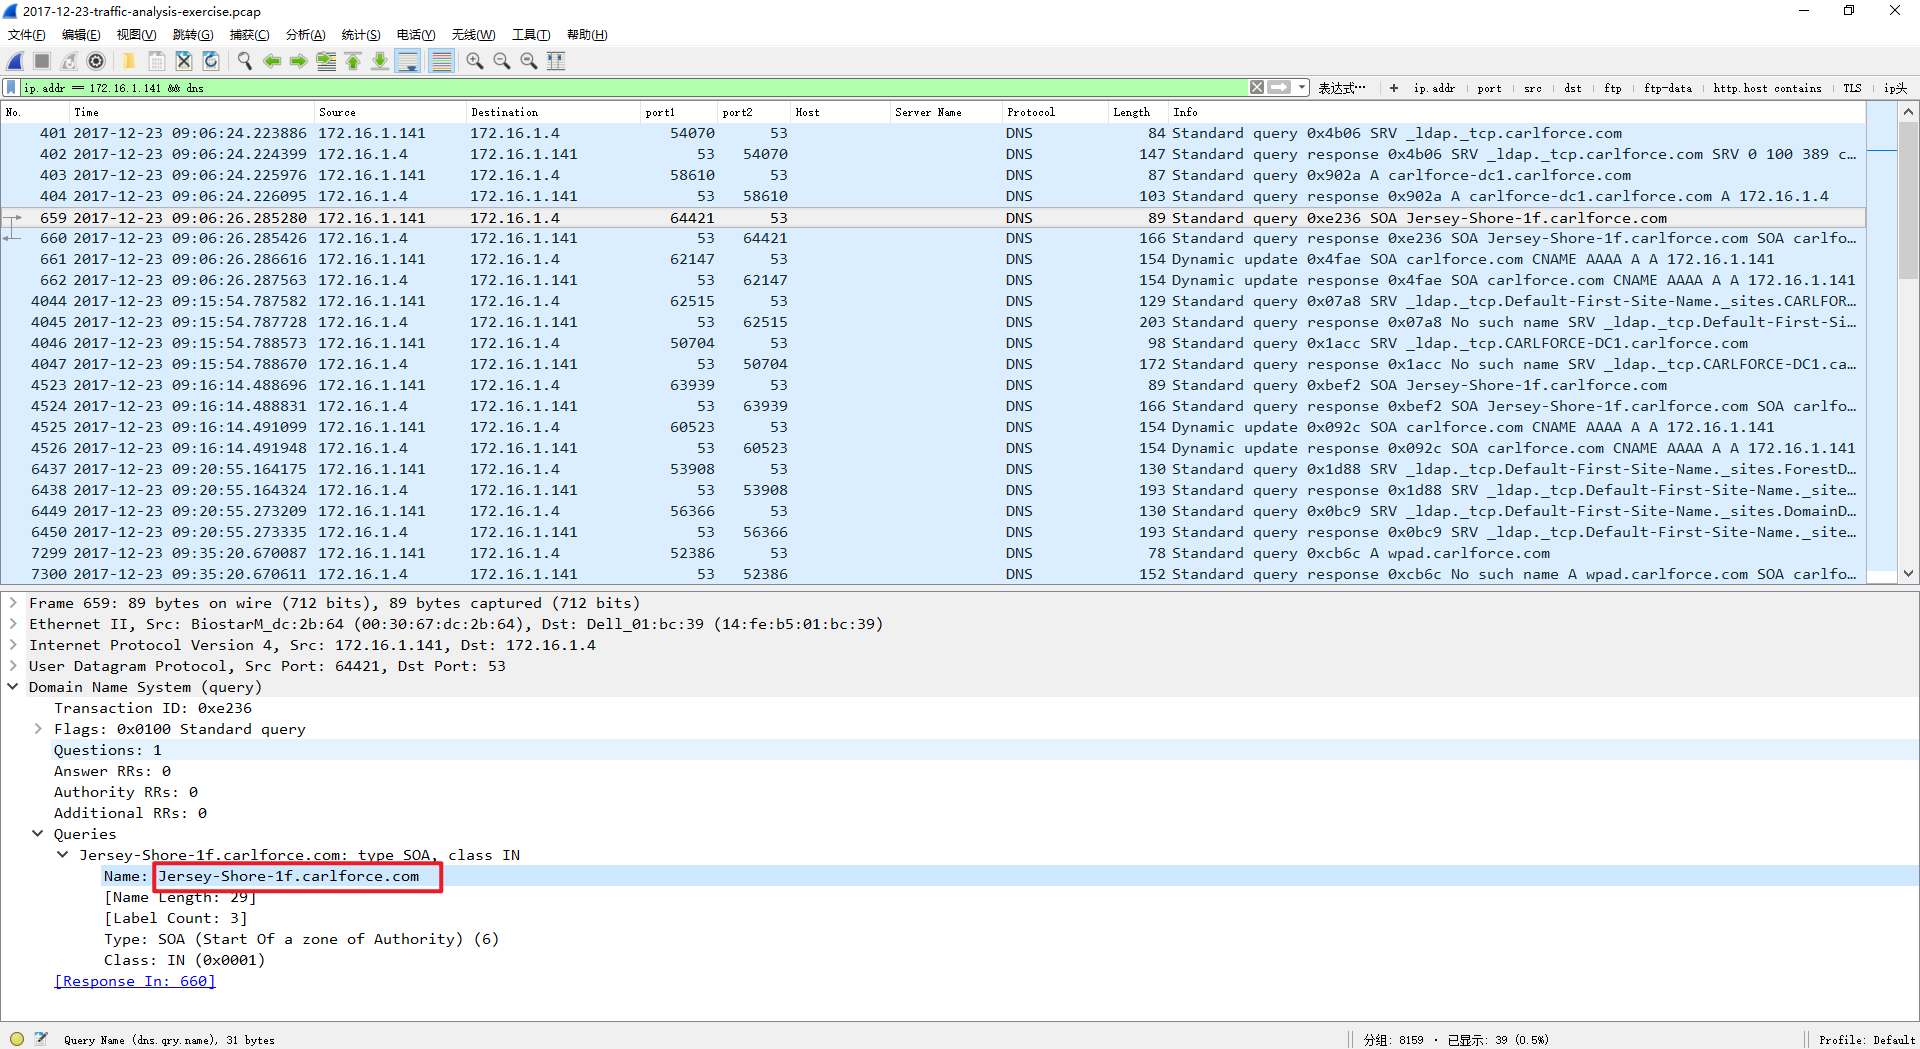 2017-12-23-traffic-analysis-exercise.pcap
文件(F) 编辑(E) 视图(V) 跳转(G) 捕获(C) 分析(A) 统计(S) 电话(Y) 无线(W) 工具(T) 帮助(H)
ip.addr == 172.16.1.141 && dns 表达式… + ip.addr port src dst ftp ftp-data http.host contains TLS ip头
No. Time Source Destination port1 port2 Host Server Name Protocol Length Info
401 2017-12-23 09:06:24.223886 172.16.1.141 172.16.1.4 54070 53 DNS 84 Standard query 0x4b06 SRV _ldap._tcp.carlforce.com
402 2017-12-23 09:06:24.224399 172.16.1.4 172.16.1.141 53 54070 DNS 147 Standard query response 0x4b06 SRV _ldap._tcp.carlforce.com SRV 0 100 389 c…
403 2017-12-23 09:06:24.225976 172.16.1.141 172.16.1.4 58610 53 DNS 87 Standard query 0x902a A carlforce-dc1.carlforce.com
404 2017-12-23 09:06:24.226095 172.16.1.4 172.16.1.141 53 58610 DNS 103 Standard query response 0x902a A carlforce-dc1.carlforce.com A 172.16.1.4
659 2017-12-23 09:06:26.285280 172.16.1.141 172.16.1.4 64421 53 DNS 89 Standard query 0xe236 SOA Jersey-Shore-1f.carlforce.com
660 2017-12-23 09:06:26.285426 172.16.1.4 172.16.1.141 53 64421 DNS 166 Standard query response 0xe236 SOA Jersey-Shore-1f.carlforce.com SOA carlfo…
661 2017-12-23 09:06:26.286616 172.16.1.141 172.16.1.4 62147 53 DNS 154 Dynamic update 0x4fae SOA carlforce.com CNAME AAAA A A 172.16.1.141
662 2017-12-23 09:06:26.287563 172.16.1.4 172.16.1.141 53 62147 DNS 154 Dynamic update response 0x4fae SOA carlforce.com CNAME AAAA A A 172.16.1.141
4044 2017-12-23 09:15:54.787582 172.16.1.141 172.16.1.4 62515 53 DNS 129 Standard query 0x07a8 SRV _ldap._tcp.Default-First-Site-Name._sites.CARLFOR…
4045 2017-12-23 09:15:54.787728 172.16.1.4 172.16.1.141 53 62515 DNS 203 Standard query response 0x07a8 No such name SRV _ldap._tcp.Default-First-Si…
4046 2017-12-23 09:15:54.788573 172.16.1.141 172.16.1.4 50704 53 DNS 98 Standard query 0x1acc SRV _ldap._tcp.CARLFORCE-DC1.carlforce.com
4047 2017-12-23 09:15:54.788670 172.16.1.4 172.16.1.141 53 50704 DNS 172 Standard query response 0x1acc No such name SRV _ldap._tcp.CARLFORCE-DC1.ca…
4523 2017-12-23 09:16:14.488696 172.16.1.141 172.16.1.4 63939 53 DNS 89 Standard query 0xbef2 SOA Jersey-Shore-1f.carlforce.com
4524 2017-12-23 09:16:14.488831 172.16.1.4 172.16.1.141 53 63939 DNS 166 Standard query response 0xbef2 SOA Jersey-Shore-1f.carlforce.com SOA carlfo…
4525 2017-12-23 09:16:14.491099 172.16.1.141 172.16.1.4 60523 53 DNS 154 Dynamic update 0x092c SOA carlforce.com CNAME AAAA A A 172.16.1.141
4526 2017-12-23 09:16:14.491948 172.16.1.4 172.16.1.141 53 60523 DNS 154 Dynamic update response 0x092c SOA carlforce.com CNAME AAAA A A 172.16.1.141
6437 2017-12-23 09:20:55.164175 172.16.1.141 172.16.1.4 53908 53 DNS 130 Standard query 0x1d88 SRV _ldap._tcp.Default-First-Site-Name._sites.ForestD…
6438 2017-12-23 09:20:55.164324 172.16.1.4 172.16.1.141 53 53908 DNS 193 Standard query response 0x1d88 SRV _ldap._tcp.Default-First-Site-Name._site…
6449 2017-12-23 09:20:55.273209 172.16.1.141 172.16.1.4 56366 53 DNS 130 Standard query 0x0bc9 SRV _ldap._tcp.Default-First-Site-Name._sites.DomainD…
6450 2017-12-23 09:20:55.273335 172.16.1.4 172.16.1.141 53 56366 DNS 193 Standard query response 0x0bc9 SRV _ldap._tcp.Default-First-Site-Name._site…
7299 2017-12-23 09:35:20.670087 172.16.1.141 172.16.1.4 52386 53 DNS 78 Standard query 0xcb6c A wpad.carlforce.com
7300 2017-12-23 09:35:20.670611 172.16.1.4 172.16.1.141 53 52386 DNS 152 Standard query response 0xcb6c No such name A wpad.carlforce.com SOA carlfo…
Frame 659: 89 bytes on wire (712 bits), 89 bytes captured (712 bits)
Ethernet II, Src: BiostarM_dc:2b:64 (00:30:67:dc:2b:64), Dst: Dell_01:bc:39 (14:fe:b5:01:bc:39)
Internet Protocol Version 4, Src: 172.16.1.141, Dst: 172.16.1.4
User Datagram Protocol, Src Port: 64421, Dst Port: 53
Domain Name System (query)
Transaction ID: 0xe236
Flags: 0x0100 Standard query
Questions: 1
Answer RRs: 0
Authority RRs: 0
Additional RRs: 0
Queries
Jersey-Shore-1f.carlforce.com: type SOA, class IN
Name: Jersey-Shore-1f.carlforce.com
[Name Length: 29]
[Label Count: 3]
Type: SOA (Start Of a zone of Authority) (6)
Class: IN (0x0001)
[Response In: 660]
Query Name (dns.qry.name), 31 bytes 分组: 8159 · 已显示: 39 (0.5%) Profile: Default